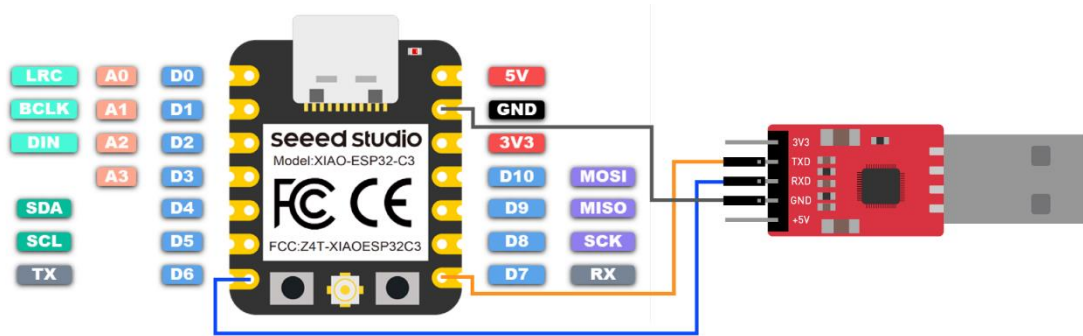 LRC A0 D0
BCLK A1 D1
DIN A2 D2
A3 D3
SDA D4
SCL D5
TX D6
seeed studio
Model:XIAO-ESP32-C3
FC CE
FCC:Z4T-XIAOESP32C3
5V
GND
3V3
D10 MOSI
D9 MISO
D8 SCK
D7 RX
3V3
TXD
RXD
GND
+5V